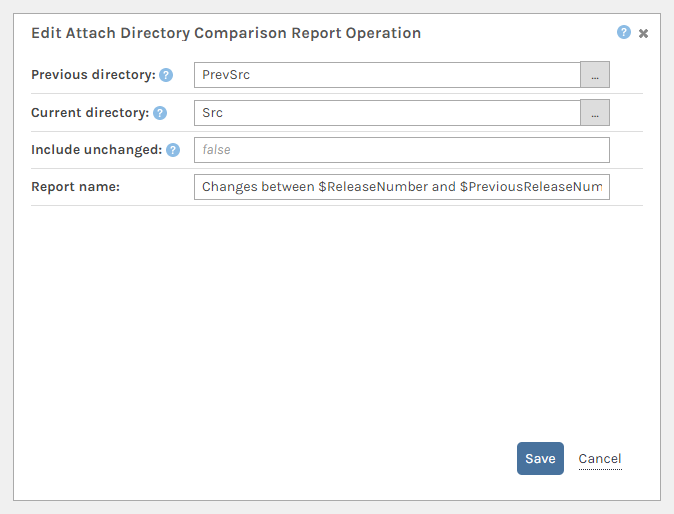 Edit Attach Directory Comparison Report Operation ? ✖
Previous directory: ? PrevSrc ...
Current directory: ? Src ...
Include unchanged: ? false
Report name: Changes between $ReleaseNumber and $PreviousReleaseNum
Save Cancel